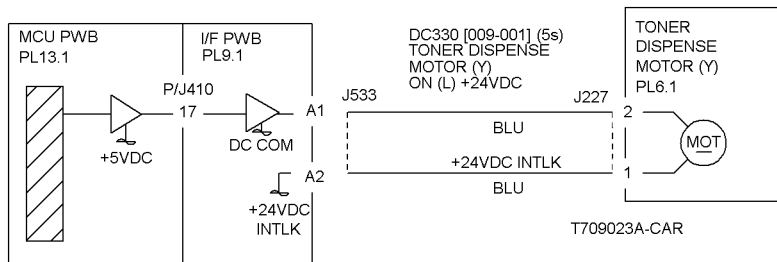 MCU PWB
PL13.1
I/F PWB
PL9.1
P/J410
17
+5VDC
DC COM
A1
A2
+24VDC
INTLK
J533
DC330 [009-001] (5s)
TONER DISPENSE
MOTOR (Y)
ON (L) +24VDC
J227
BLU
+24VDC INTLK
BLU
TONER
DISPENSE
MOTOR (Y)
PL6.1
2
1
MOT
T709023A-CAR